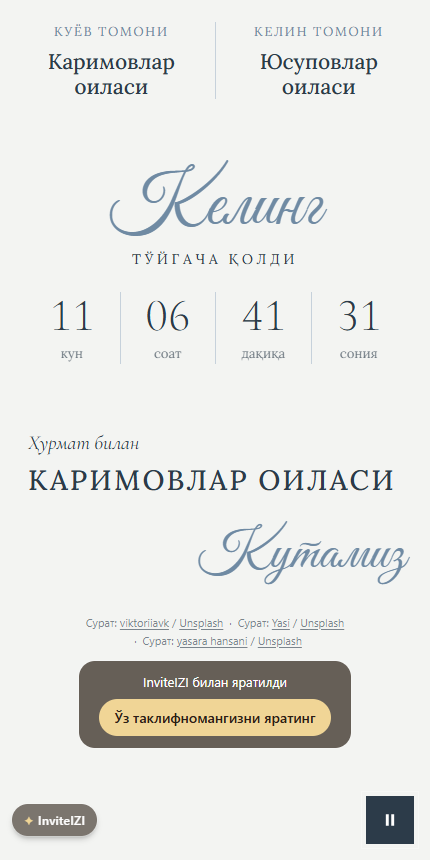 КУЁВ ТОМОНИ
Каримовлар
оиласи
КЕЛИН ТОМОНИ
Юсуповлар
оиласи
Келинг
ТЎЙГАЧА ҚОЛДИ
11 06 41 31
кун соат дақиқа сония
Ҳурмат билан
КАРИМОВЛАР ОИЛАСИ
Кутамиз
Сурат: viktoriiavk / Unsplash · Сурат: Yasi / Unsplash
· Сурат: yasara hansani / Unsplash
InviteIZI билан яратилди
Ўз таклифномангизни яратинг
InviteIZI